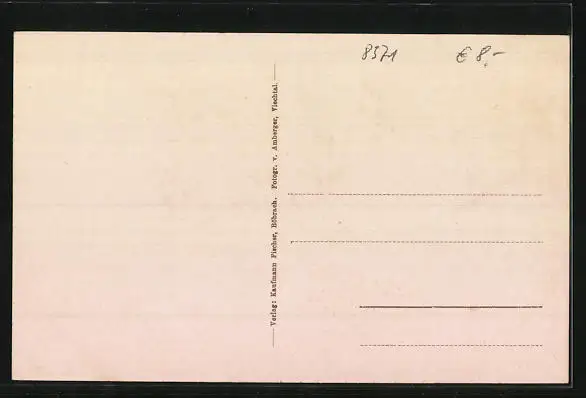 8371 € 8,-
Verlag: Kaufmann Fischer, Böbrach. Fotogr. v. Amberger, Viechtal.